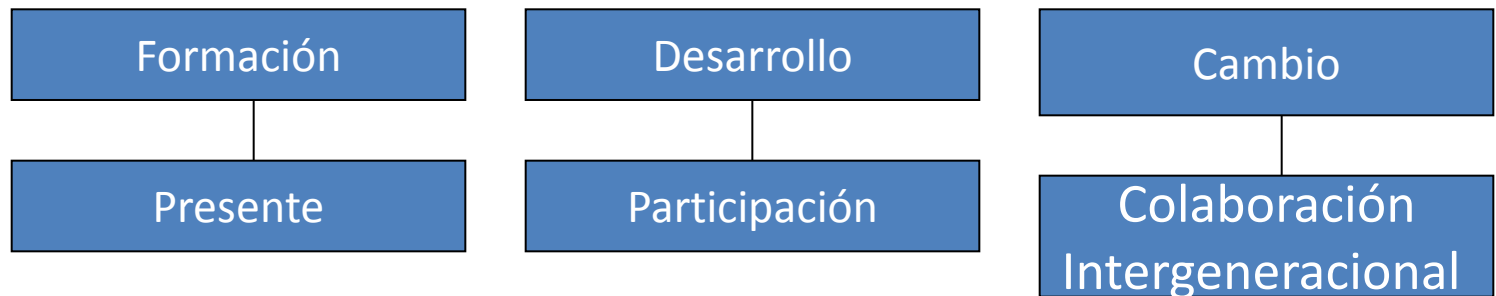 Formación
Desarrollo
Cambio
Presente
Participación
Colaboración
Intergeneracional